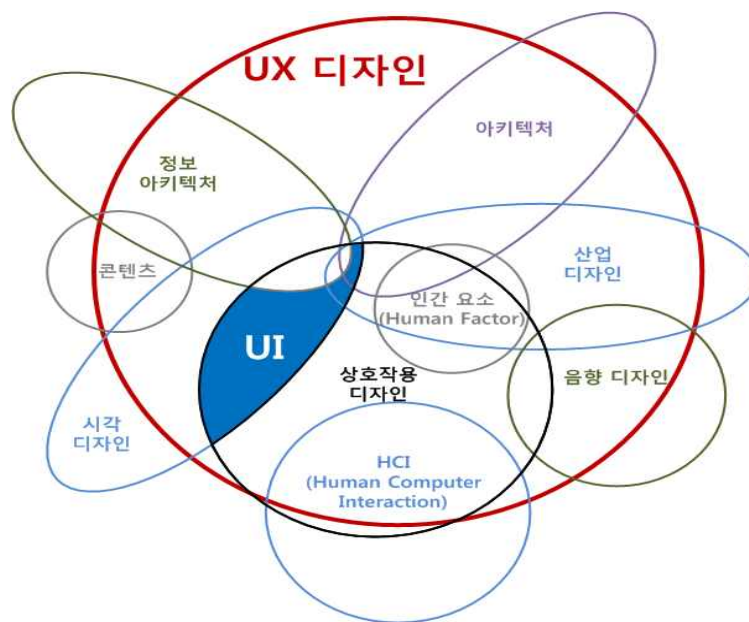 UX 디자인
아키텍처
정보
아키텍처
콘텐츠
산업
디자인
인간 요소
(Human Factor)
UI
상호작용
디자인
음향 디자인
시각
디자인
HCI
(Human Computer
Interaction)